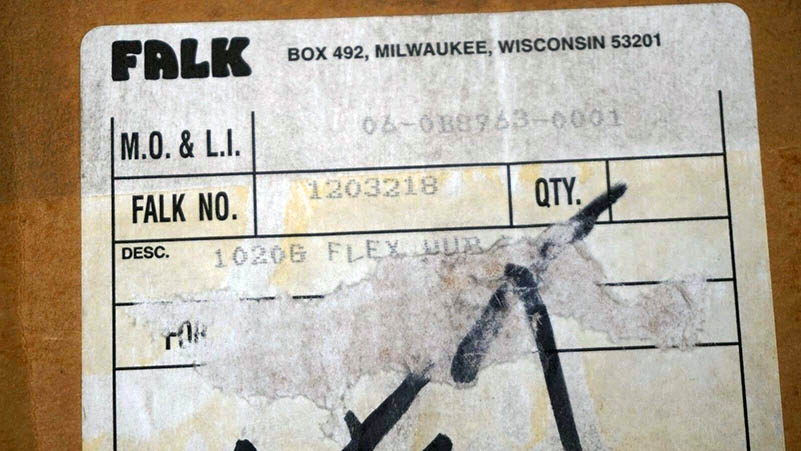 FALK BOX 492, MILWAUKEE, WISCONSIN 53201
M.O. & L.I. 06-0B8963-0001
FALK NO. 1203218 QTY.
DESC. 1020G FLEX